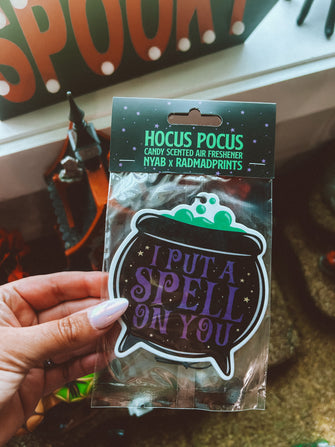 SPOOKY
HOCUS POCUS
CANDY SCENTED AIR FRESHENER
NYAB x RADMADPRINTS
I PUT A
SPELL
ON YOU